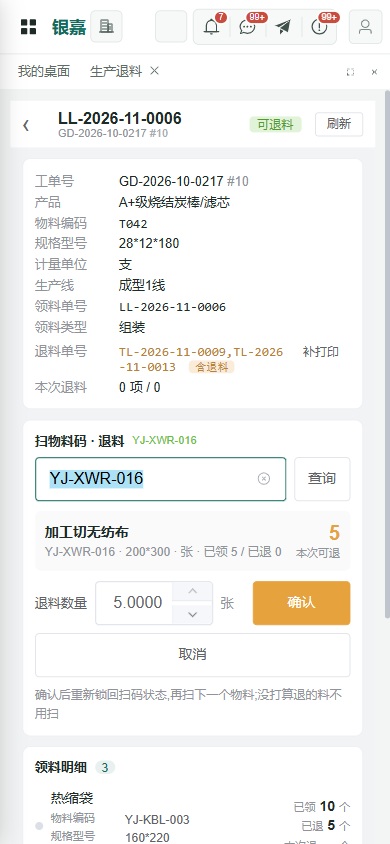 银嘉
7
99+
99+
我的桌面 生产退料
LL-2026-11-0006
GD-2026-10-0217 #10
可退料
刷新
工单号 GD-2026-10-0217 #10
产品 A+级烧结炭棒/滤芯
物料编码 T042
规格型号 28*12*180
计量单位 支
生产线 成型1线
领料单号 LL-2026-11-0006
领料类型 组装
退料单号 TL-2026-11-0009,TL-2026 补打印
-11-0013 含退料
本次退料 0 项 / 0
扫物料码 · 退料 YJ-XWR-016
YJ-XWR-016 查询
加工切无纺布 5
YJ-XWR-016 · 200*300 · 张 · 已领 5 / 已退 0 本次可退
退料数量 5.0000 张 确认
取消
确认后重新锁回扫码状态,再扫下一个物料;没打算退的料不
用扫
领料明细 3
热缩袋
物料编码 YJ-KBL-003
规格型号 160*220
已领 10 个
已退 5 个